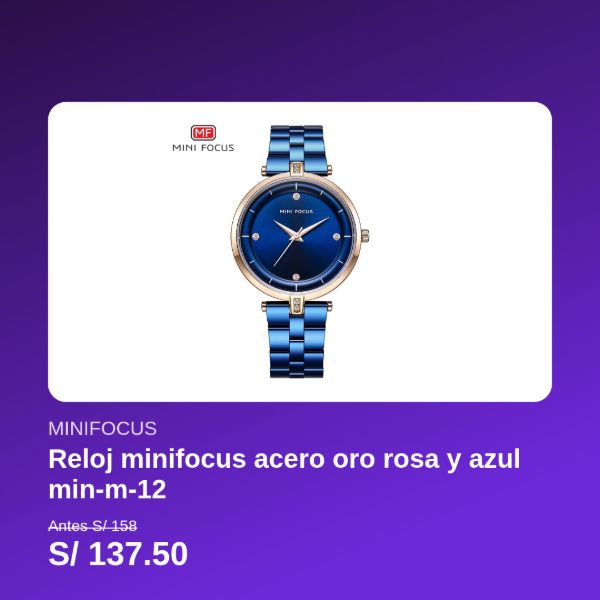 MF
MINI FOCUS
MINI FOCUS
MINIFOCUS
Reloj minifocus acero oro rosa y azul
min-m-12
Antes S/ 158
S/ 137.50